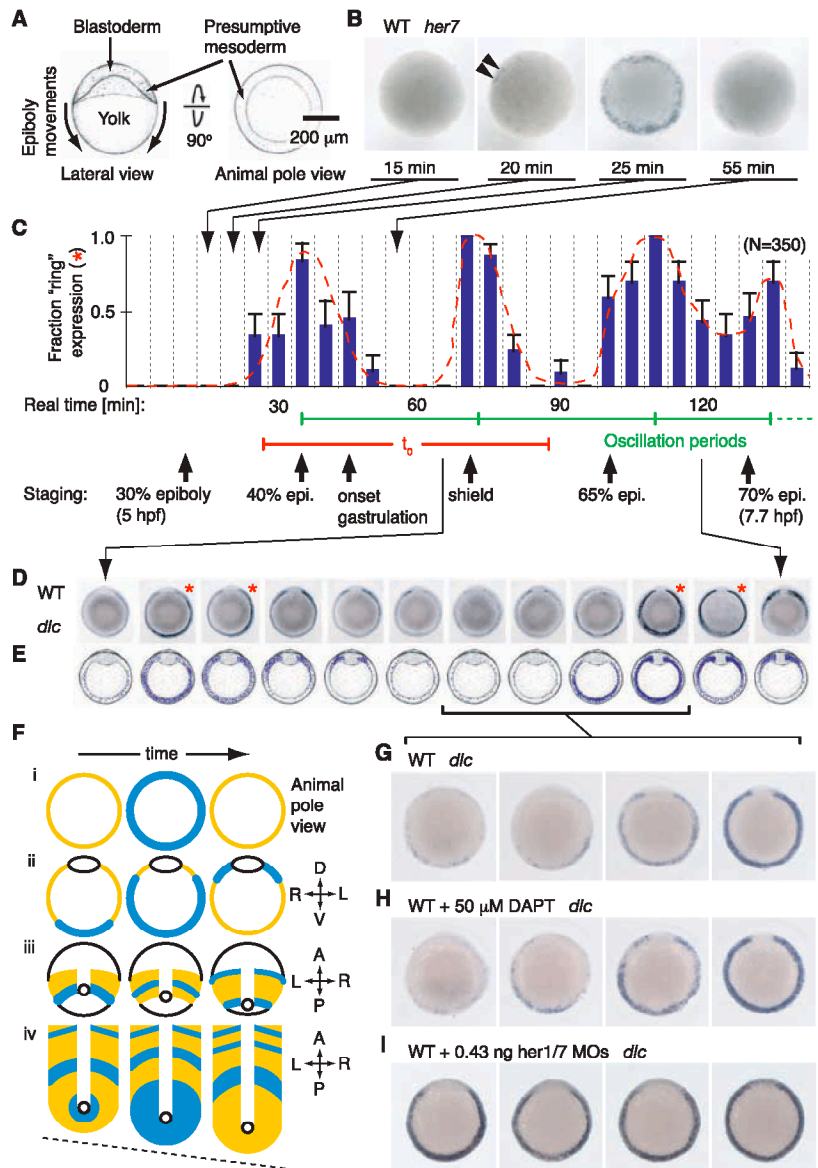 A
Blastoderm
Presumptive
mesoderm
Epiboly
movements
Yolk
90º
200 µm
Lateral view
Animal pole view
B
WT her7
15 min
20 min
25 min
55 min
C
Fraction "ring"
expression (*)
1.0
0.5
0
(N=350)
Real time [min]:
30
60
90
120
t0
Oscillation periods
Staging:
30% epiboly
(5 hpf)
40% epi.
onset
gastrulation
shield
65% epi.
70% epi.
(7.7 hpf)
D
WT
dlc
* * * *
E
F
time
i
Animal
pole
view
ii
D
R L
V
iii
A
L R
P
iv
A
L R
P
G
WT dlc
H
WT + 50 µM DAPT dlc
I
WT + 0.43 ng her1/7 MOs dlc